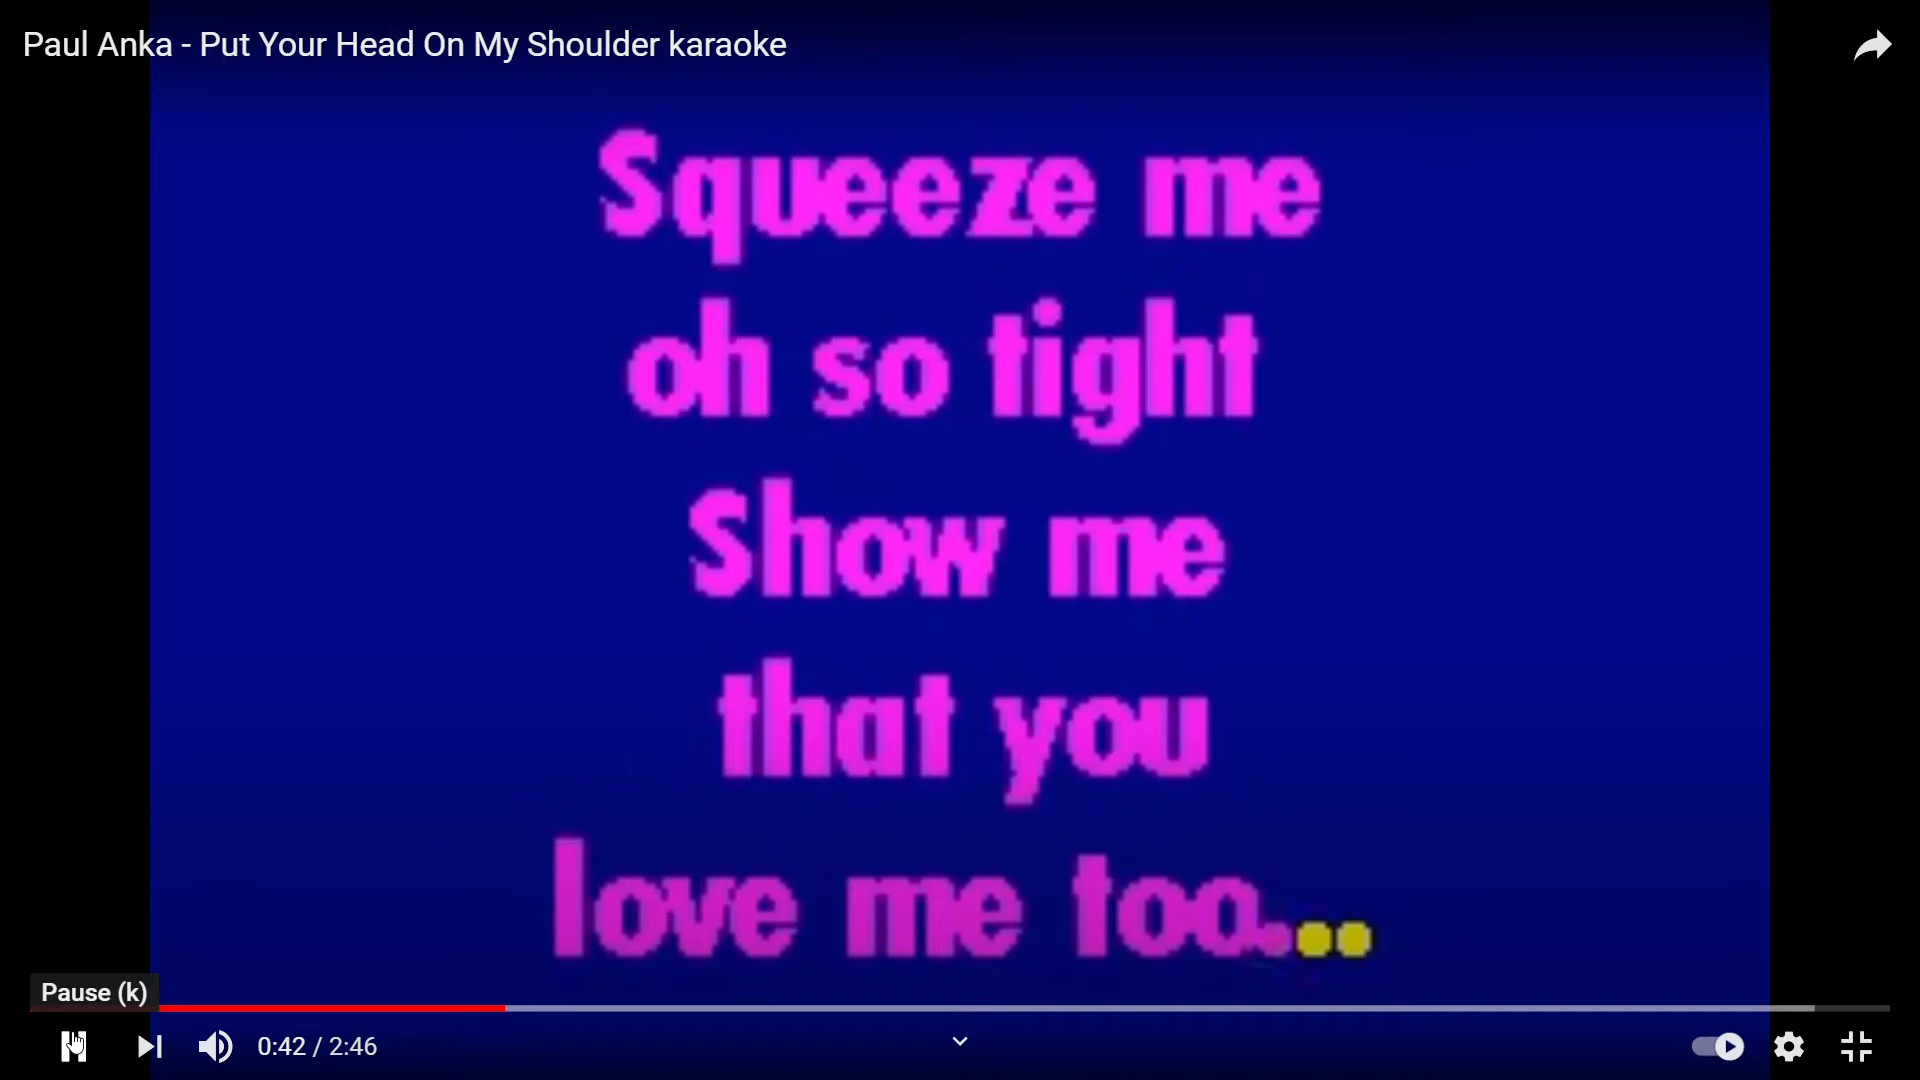 Paul Anka - Put Your Head On My Shoulder karaoke
Squeeze me
oh so tight
Show me
that you
love me too...
Pause (k)
0:42 / 2:46